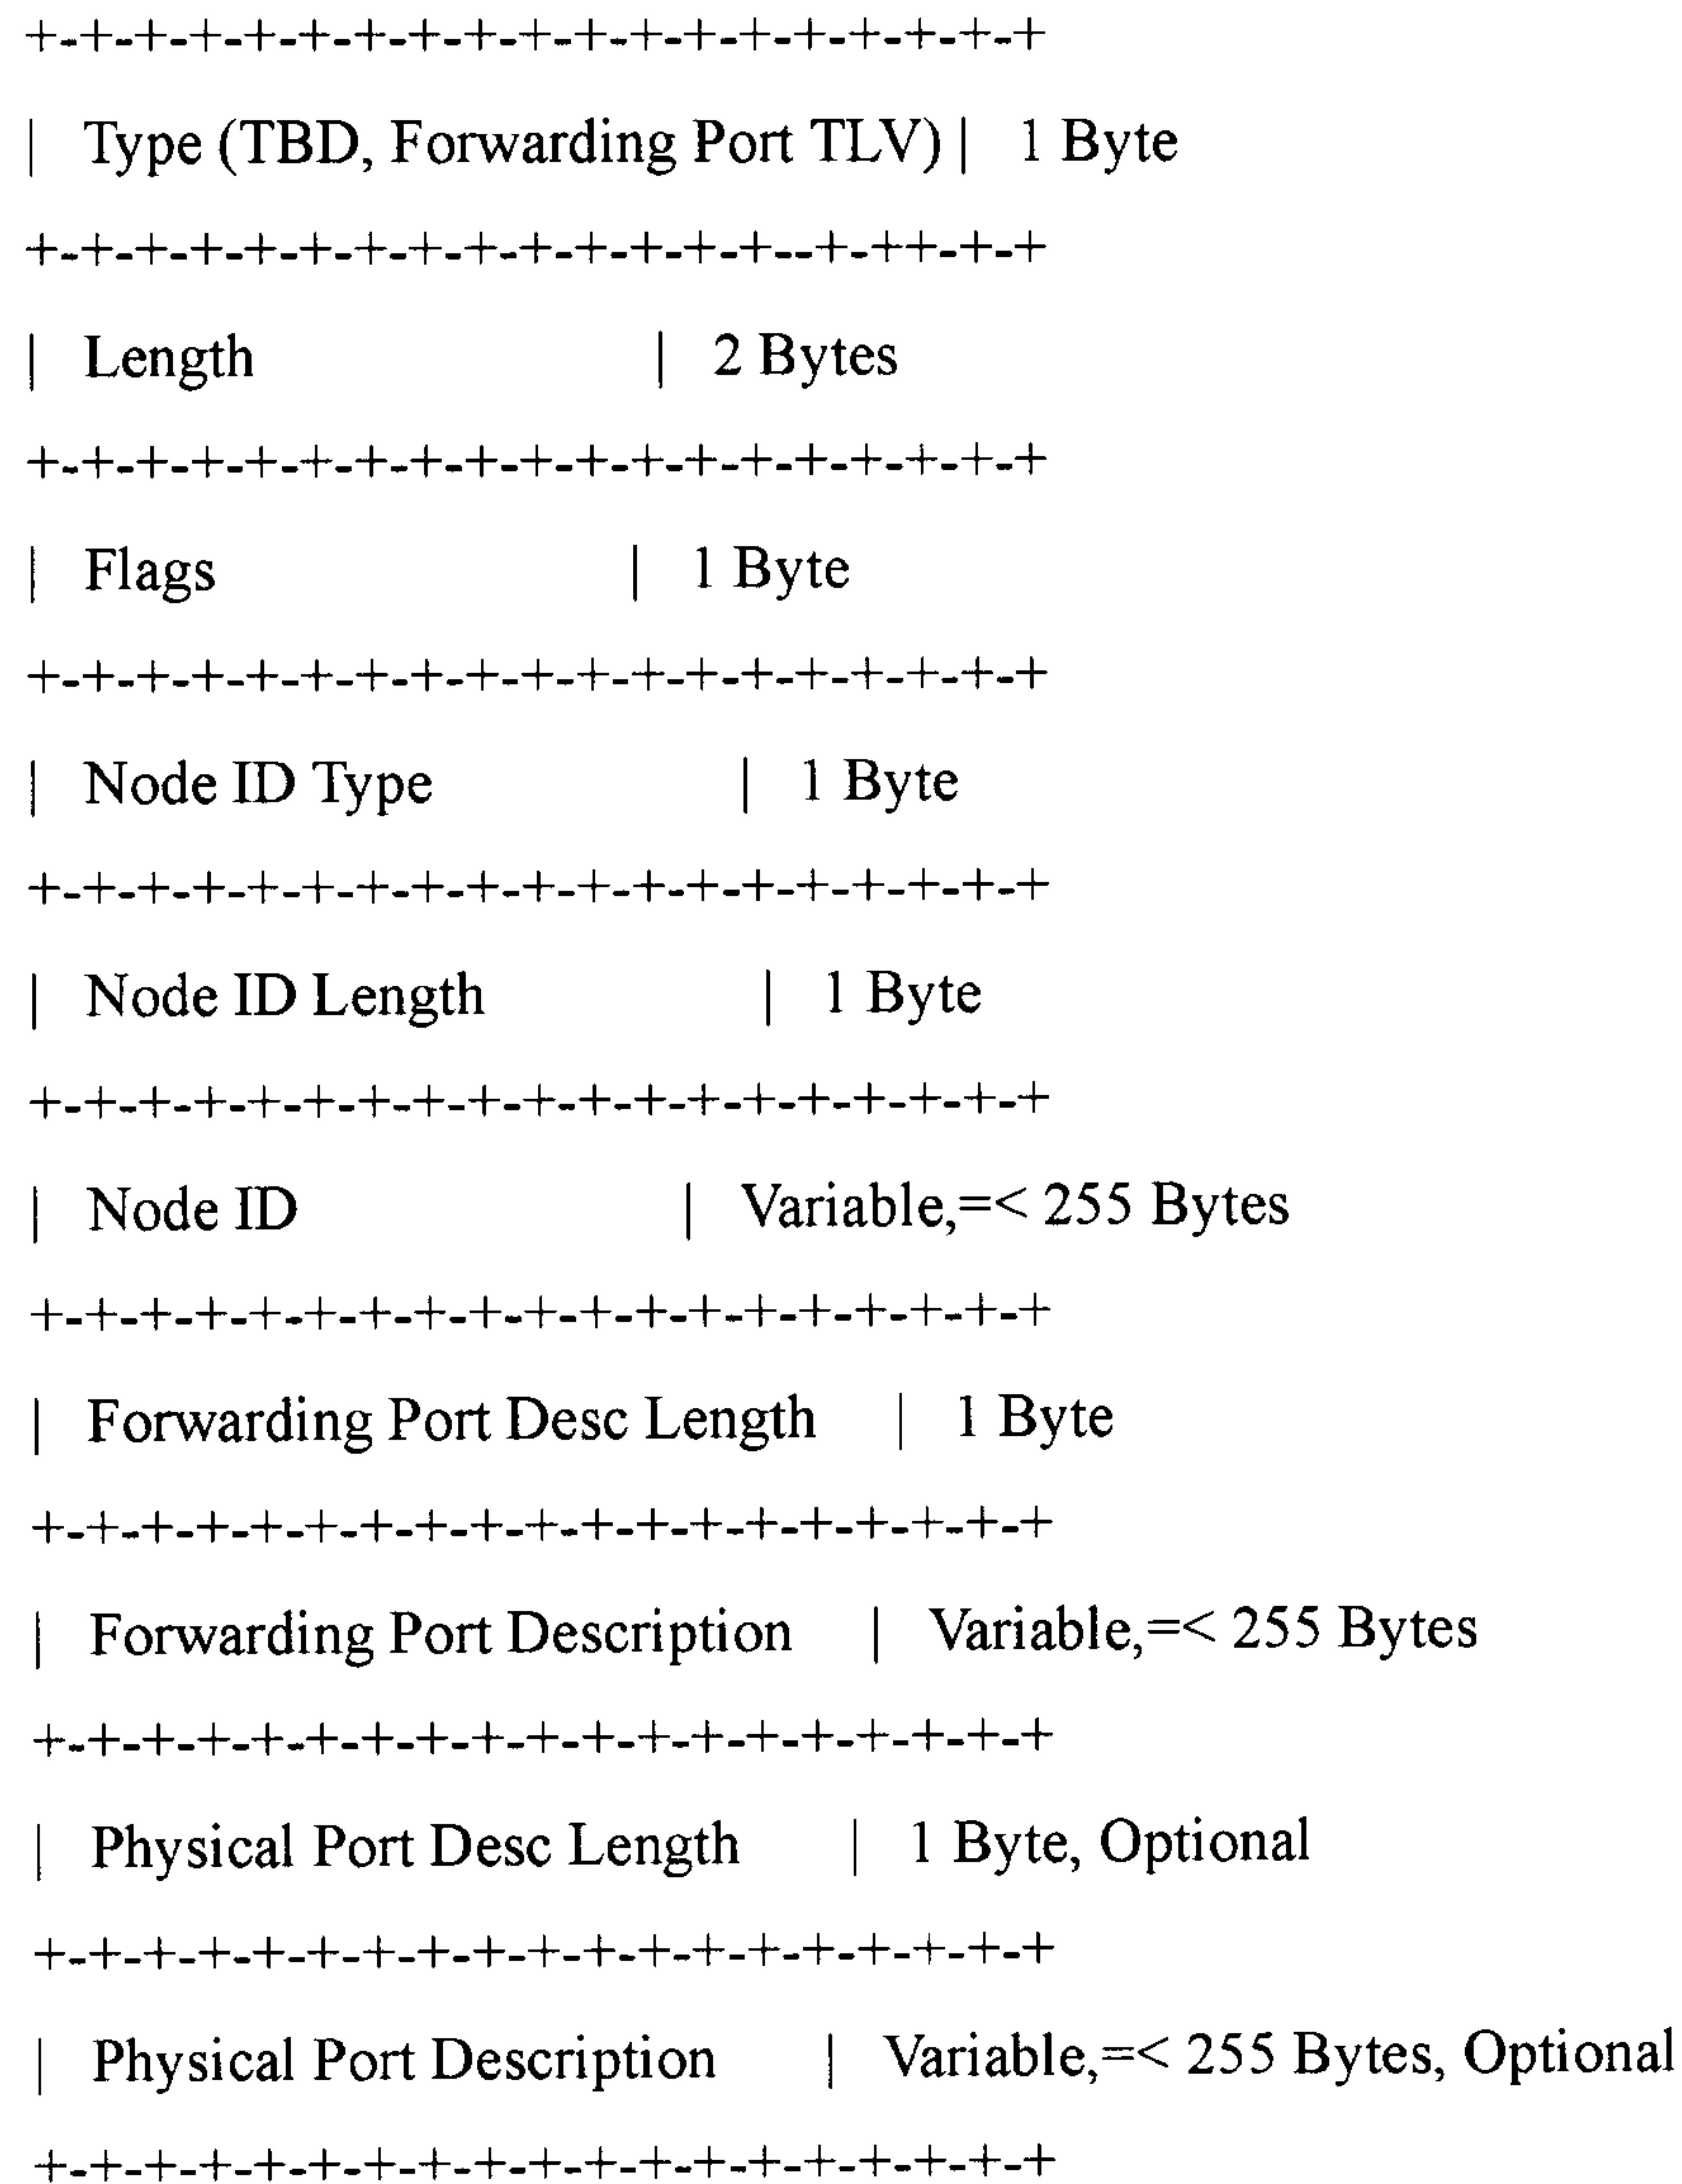 +-+-+-+-+-+-+-+-+-+-+-+-+-+-+-+-+-+-+
| Type (TBD, Forwarding Port TLV) | 1 Byte
+-+-+-+-+-+-+-+-+-+-+-+-+-+--+-++-+-+
| Length | 2 Bytes
+-+-+-+-+-+-+-+-+-+-+-+-+-+-+-+-+-+-+
| Flags | 1 Byte
+-+-+-+-+-+-+-+-+-+-+-+-+-+-+-+-+-+-+
| Node ID Type | 1 Byte
+-+-+-+-+-+-+-+-+-+-+-+-+-+-+-+-+-+-+
| Node ID Length | 1 Byte
+-+-+-+-+-+-+-+-+-+-+-+-+-+-+-+-+-+-+
| Node ID | Variable,=< 255 Bytes
+-+-+-+-+-+-+-+-+-+-+-+-+-+-+-+-+-+-+
| Forwarding Port Desc Length | 1 Byte
+-+-+-+-+-+-+-+-+-+-+-+-+-+-+-+-+-+-+
| Forwarding Port Description | Variable,=< 255 Bytes
+-+-+-+-+-+-+-+-+-+-+-+-+-+-+-+-+-+-+
| Physical Port Desc Length | 1 Byte, Optional
+-+-+-+-+-+-+-+-+-+-+-+-+-+-+-+-+-+-+
| Physical Port Description | Variable,=< 255 Bytes, Optional
+-+-+-+-+-+-+-+-+-+-+-+-+-+-+-+-+-+-+